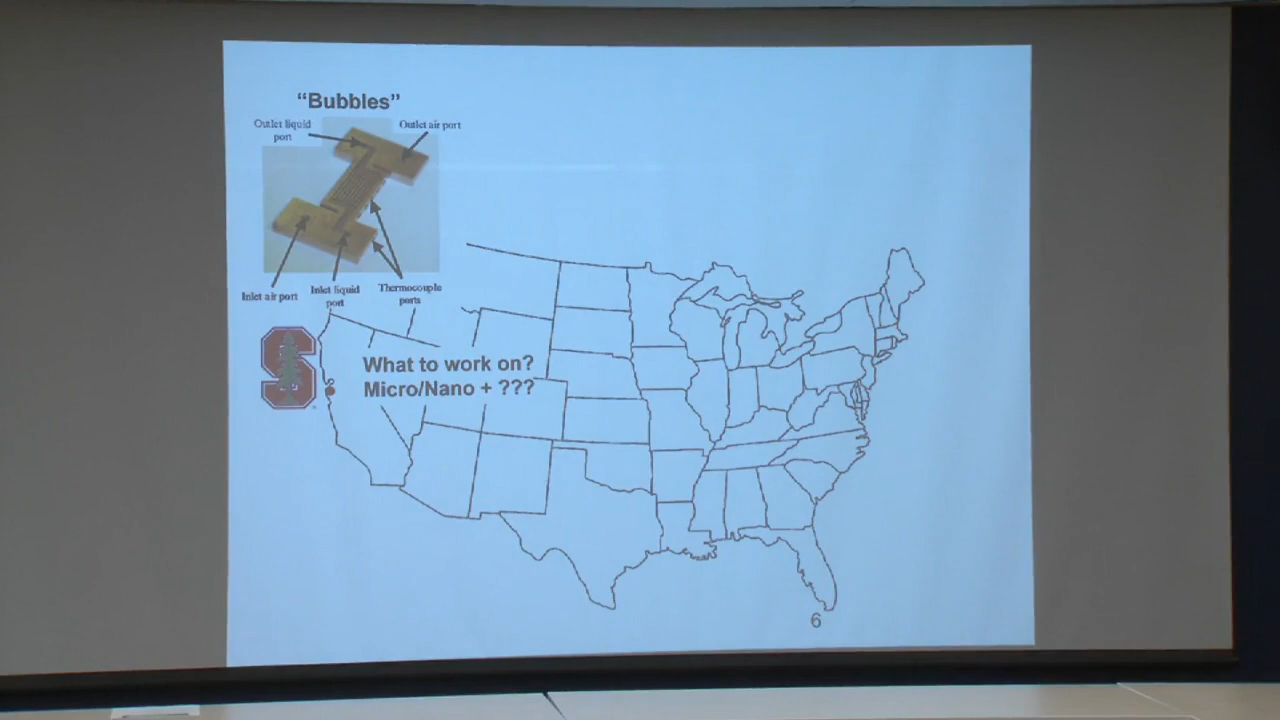 “Bubbles”
Outlet liquid
port
Outlet air port
Inlet air port
Inlet liquid
port
Thermocouple
ports
S
What to work on?
Micro/Nano + ???
6